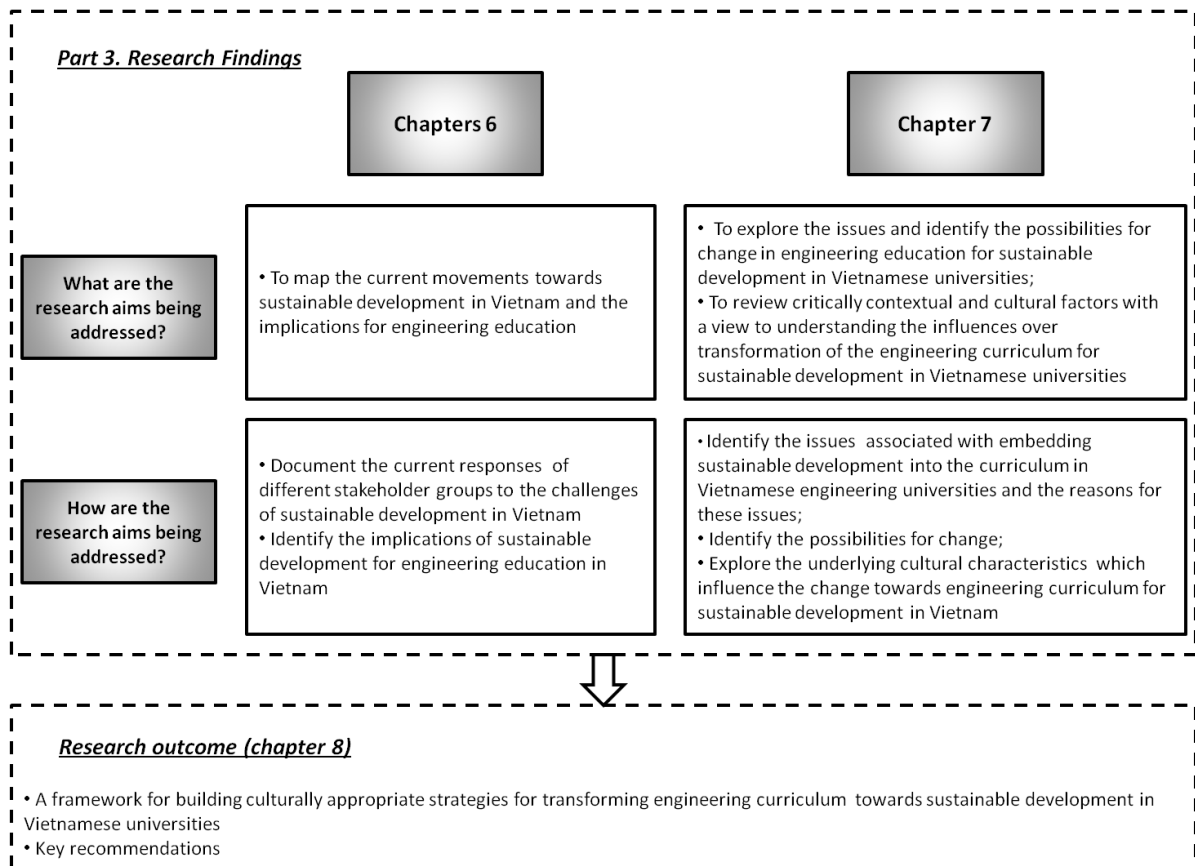 Part 3. Research Findings
Chapters 6
Chapter 7
What are the
research aims being
addressed?
• To map the current movements towards
sustainable development in Vietnam and the
implications for engineering education
• To explore the issues and identify the possibilities for
change in engineering education for sustainable
development in Vietnamese universities;
• To review critically contextual and cultural factors with
a view to understanding the influences over
transformation of the engineering curriculum for
sustainable development in Vietnamese universities
How are the
research aims being
addressed?
• Document the current responses of
different stakeholder groups to the challenges
of sustainable development in Vietnam
• Identify the implications of sustainable
development for engineering education in
Vietnam
• Identify the issues associated with embedding
sustainable development into the curriculum in
Vietnamese engineering universities and the reasons for
these issues;
• Identify the possibilities for change;
• Explore the underlying cultural characteristics which
influence the change towards engineering curriculum for
sustainable development in Vietnam
Research outcome (chapter 8)
• A framework for building culturally appropriate strategies for transforming engineering curriculum towards sustainable development in
Vietnamese universities
• Key recommendations